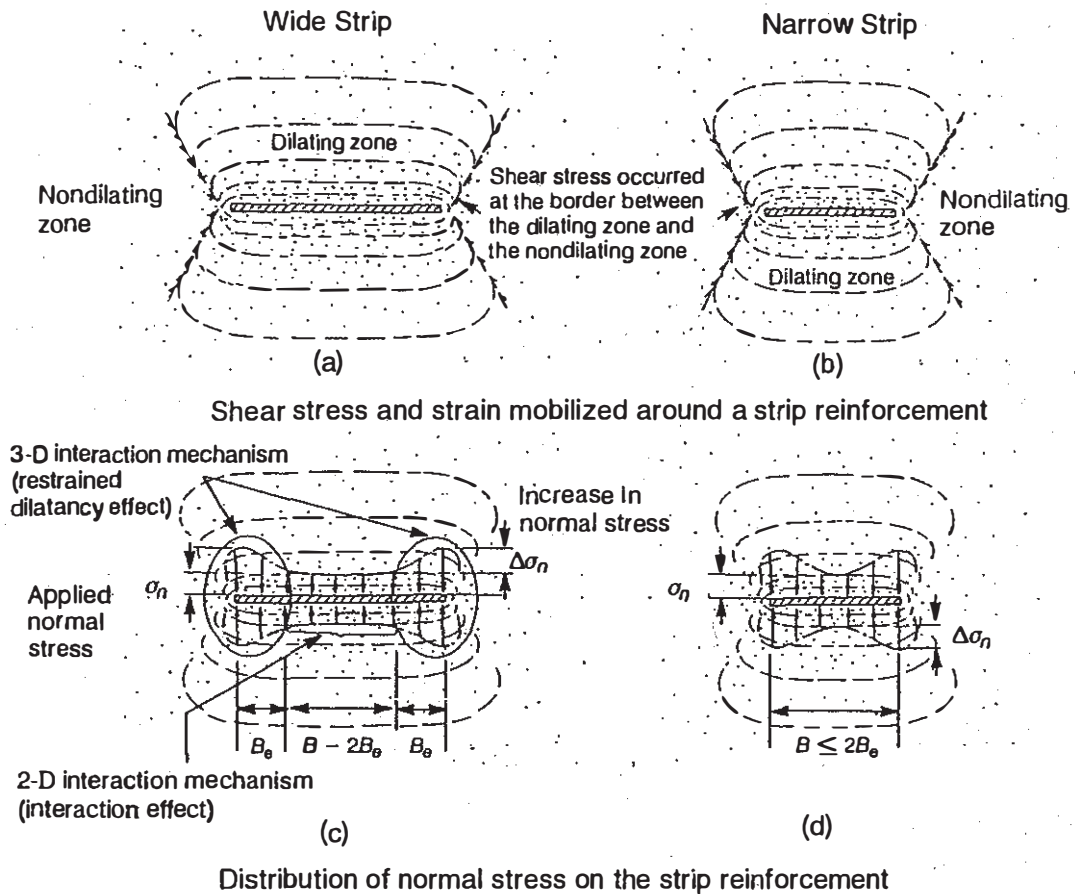 Wide Strip
Narrow Strip
Dilating zone
Nondilating
zone
Shear stress occurred
at the border between
the dilating zone and
the nondilating zone
Nondilating
zone
Dilating zone
(a)
(b)
Shear stress and strain mobilized around a strip reinforcement
3-D interaction mechanism
(restrained
dilatancy effect)
Increase in
normal stress
Δσn
σn
Applied
normal
stress
Be
B − 2Be
Be
2-D interaction mechanism
(interaction effect)
(c)
σn
Δσn
B ≤ 2Be
(d)
Distribution of normal stress on the strip reinforcement